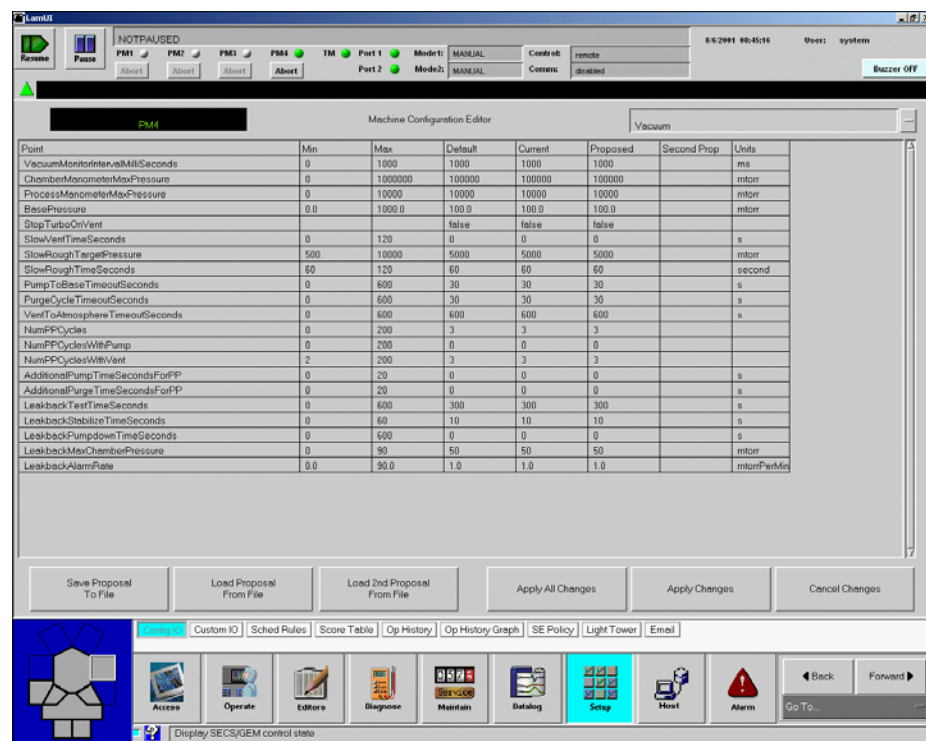 LamUI
NOTPAUSED
8/6/2001 08:45:16 User: system
Resume Pause
PM1 PM2 PM3 PM4 TM Port 1 Mode1: MANUAL Control: remote
Abort Abort Abort Abort Port 2 Mode2: MANUAL Comm: disabled Buzzer OFF
PM4 Machine Configuration Editor Vacuum
Point Min Max Default Current Proposed Second Prop Units
VacuumMonitorIntervalMilliSeconds 0 1000 1000 1000 1000 ms
ChamberManometerMaxPressure 0 1000000 100000 100000 100000 mtorr
ProcessManometerMaxPressure 0 10000 10000 10000 10000 mtorr
BasePressure 0.0 1000.0 100.0 100.0 100.0 mtorr
StopTurboOnVent false false false
SlowVentTimeSeconds 0 120 0 0 0 s
SlowRoughTargetPressure 500 10000 5000 5000 5000 mtorr
SlowRoughTimeSeconds 60 120 60 60 60 second
PumpToBaseTimeoutSeconds 0 600 30 30 30 s
PurgeCycleTimeoutSeconds 0 600 30 30 30 s
VentToAtmosphereTimeoutSeconds 0 600 600 600 600 s
NumPPCycles 0 200 3 3 3
NumPPCyclesWithPump 0 200 0 0 0
NumPPCyclesWithVent 2 200 3 3 3
AdditionalPumpTimeSecondsForPP 0 20 0 0 0 s
AdditionalPurgeTimeSecondsForPP 0 20 0 0 0 s
LeakbackTestTimeSeconds 0 600 300 300 300 s
LeakbackStabilizeTimeSeconds 0 60 10 10 10 s
LeakbackPumpdownTimeSeconds 0 600 0 0 0 s
LeakbackMaxChamberPressure 0 90 50 50 50 mtorr
LeakbackAlarmRate 0.0 90.0 1.0 1.0 1.0 mtorrPerMin
Save Proposal Load Proposal Load 2nd Proposal Apply All Changes Apply Changes Cancel Changes
To File From File From File
Config IO Custom IO Sched Rules Score Table Op History Op History Graph SE Policy Light Tower Email
Service
Access Operate Editors Diagnose Maintain Datalog Setup Host Alarm
Back Forward
Go To...
Display SECS/GEM control state